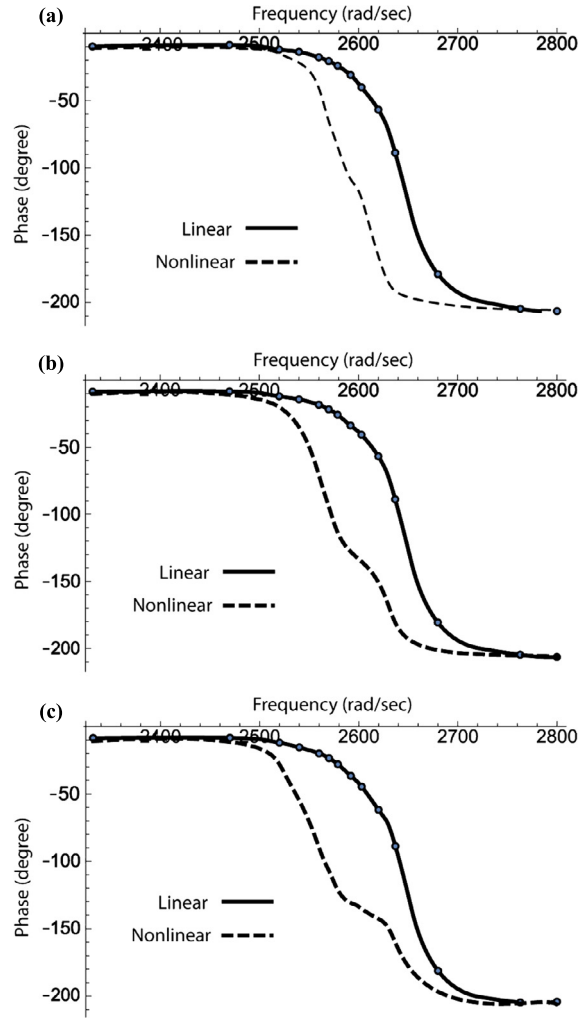 (a)
Frequency (rad/sec)
2400 2500 2600 2700 2800
-50
-100
-150
-200
Phase (degree)
Linear
Nonlinear
(b)
Frequency (rad/sec)
2400 2500 2600 2700 2800
-50
-100
-150
-200
Phase (degree)
Linear
Nonlinear
(c)
Frequency (rad/sec)
2400 2500 2600 2700 2800
-50
-100
-150
-200
Phase (degree)
Linear
Nonlinear